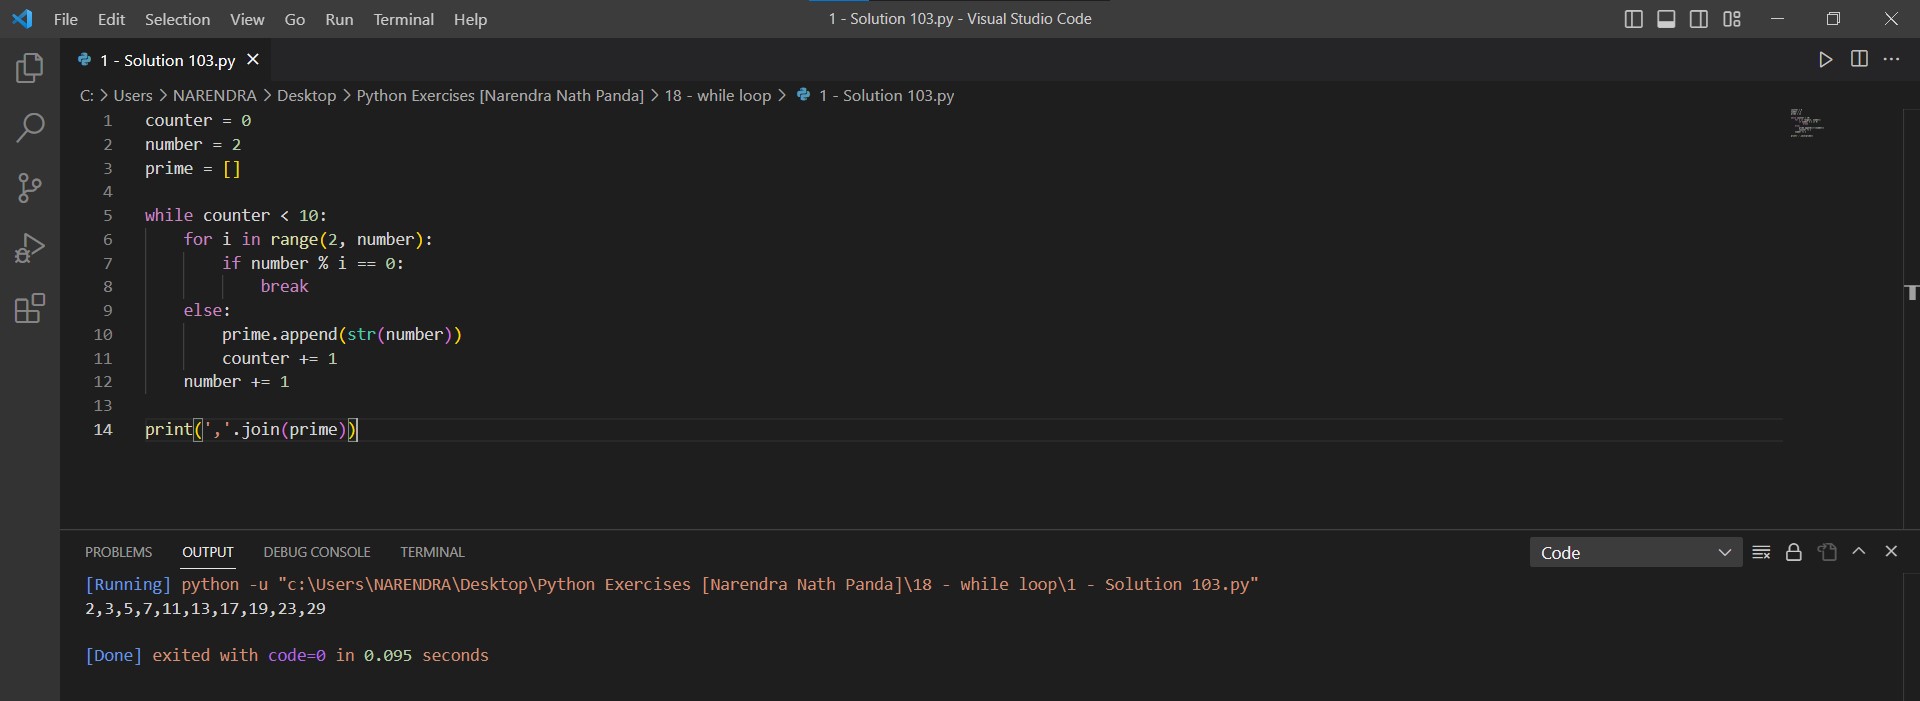 File Edit Selection View Go Run Terminal Help 1 - Solution 103.py - Visual Studio Code
1 - Solution 103.py
C: > Users > NARENDRA > Desktop > Python Exercises [Narendra Nath Panda] > 18 - while loop > 1 - Solution 103.py
1 counter = 0
2 number = 2
3 prime = []
4
5 while counter < 10:
6     for i in range(2, number):
7         if number % i == 0:
8             break
9     else:
10         prime.append(str(number))
11         counter += 1
12     number += 1
13
14 print(','.join(prime))
PROBLEMS OUTPUT DEBUG CONSOLE TERMINAL Code
[Running] python -u "c:\Users\NARENDRA\Desktop\Python Exercises [Narendra Nath Panda]\18 - while loop\1 - Solution 103.py"
2,3,5,7,11,13,17,19,23,29
[Done] exited with code=0 in 0.095 seconds